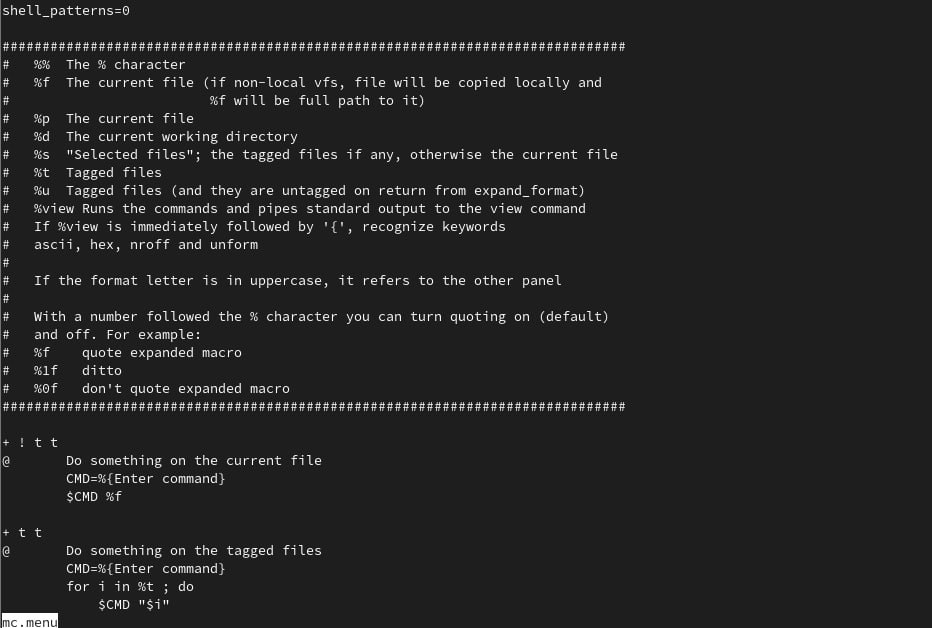 shell_patterns=0

##############################################################################
#   %%  The % character
#   %f  The current file (if non-local vfs, file will be copied locally and
#                         %f will be full path to it)
#   %p  The current file
#   %d  The current working directory
#   %s  "Selected files"; the tagged files if any, otherwise the current file
#   %t  Tagged files
#   %u  Tagged files (and they are untagged on return from expand_format)
#   %view Runs the commands and pipes standard output to the view command
#   If %view is immediately followed by '{', recognize keywords
#   ascii, hex, nroff and unform
#
#   If the format letter is in uppercase, it refers to the other panel
#
#   With a number followed the % character you can turn quoting on (default)
#   and off. For example:
#   %f    quote expanded macro
#   %1f   ditto
#   %0f   don't quote expanded macro
##############################################################################

+ ! t t
@       Do something on the current file
        CMD=%{Enter command}
        $CMD %f

+ t t
@       Do something on the tagged files
        CMD=%{Enter command}
        for i in %t ; do
            $CMD "$i"
mc.menu